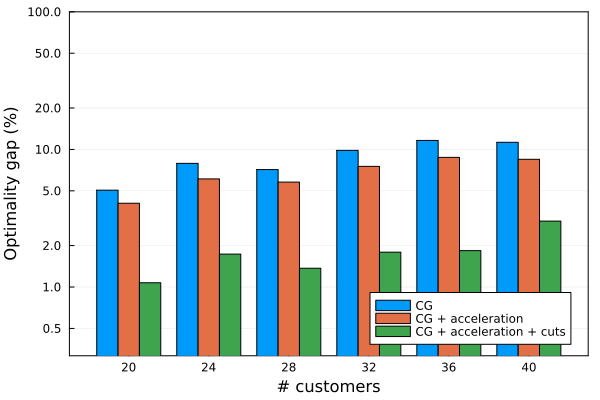 100.0
50.0
20.0
10.0
5.0
2.0
1.0
0.5
Optimality gap (%)
CG
CG + acceleration
CG + acceleration + cuts
20 24 28 32 36 40
# customers